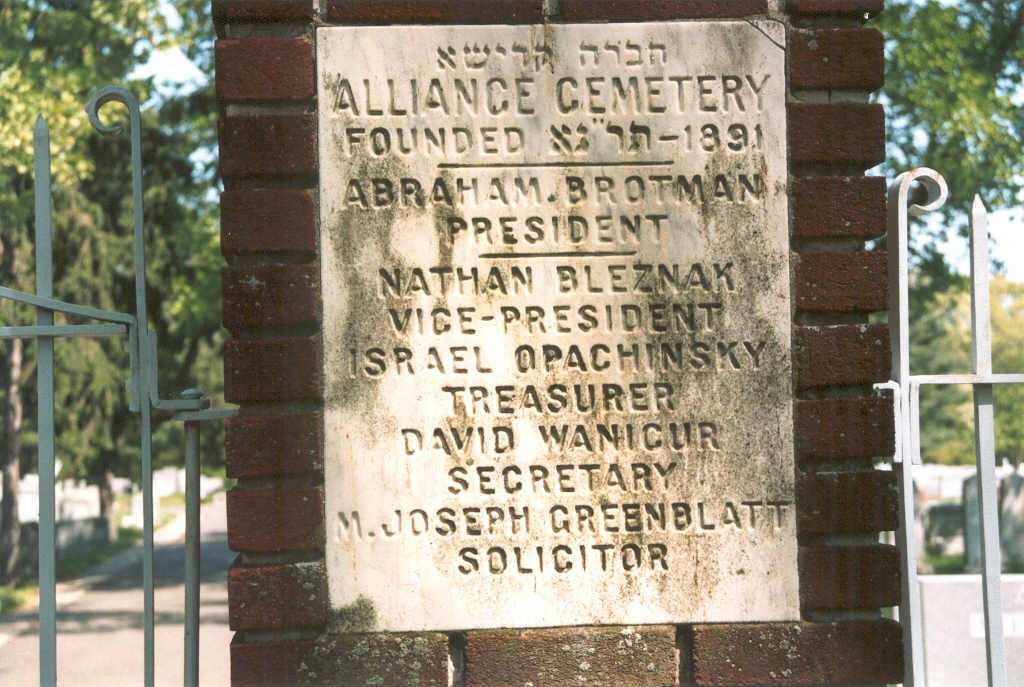 חברה קדישא
ALLIANCE CEMETERY
FOUNDED תר"נא-1891
ABRAHAM. BROTMAN
PRESIDENT
NATHAN BLEZNAK
VICE-PRESIDENT
ISRAEL OPACHINSKY
TREASURER
DAVID WANICUR
SECRETARY
M. JOSEPH GREENBLATT
SOLICITOR